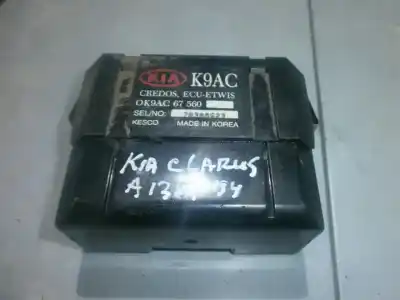 KIA K9AC
CREDOS, ECU-ETWIS
OK9AC 67 560
SEL/NO:
KESCO MADE IN KOREA
KIA CLARUS